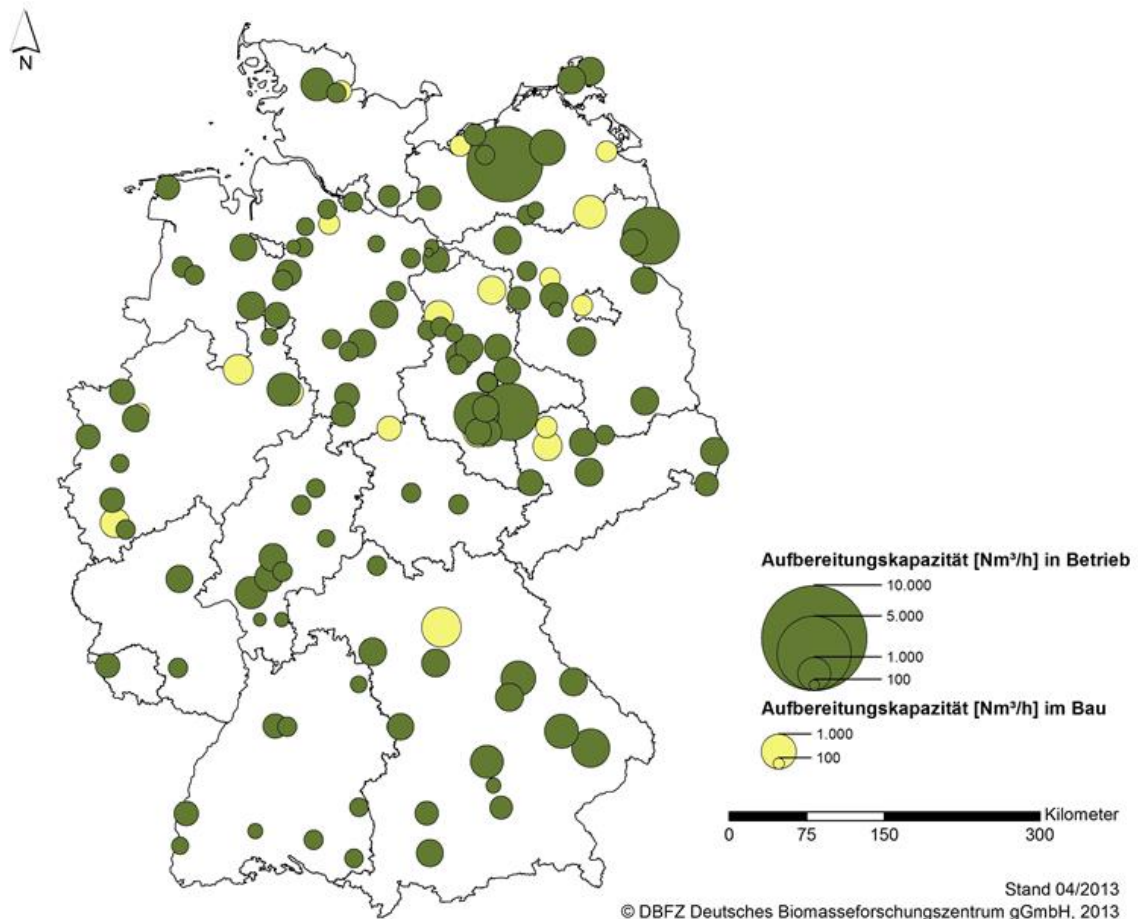 N
Aufbereitungskapazität [Nm³/h] in Betrieb
10.000
5.000
1.000
100
Aufbereitungskapazität [Nm³/h] im Bau
1.000
100
Kilometer
0 75 150 300
Stand 04/2013
© DBFZ Deutsches Biomasseforschungszentrum gGmbH, 2013